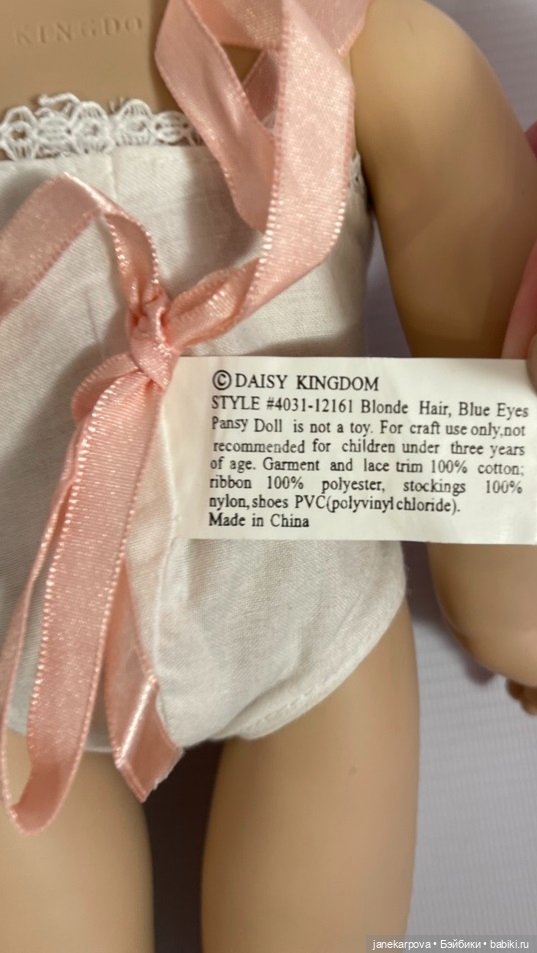 KINGDO
© DAISY KINGDOM
STYLE #4031-12161 Blonde Hair, Blue Eyes
Pansy Doll is not a toy. For craft use only,not
recommended for children under three years
of age. Garment and lace trim 100% cotton;
ribbon 100% polyester, stockings 100%
nylon,shoes PVC(polyvinyl chloride).
Made in China
janekarpova • Бэйбики • babiki.ru